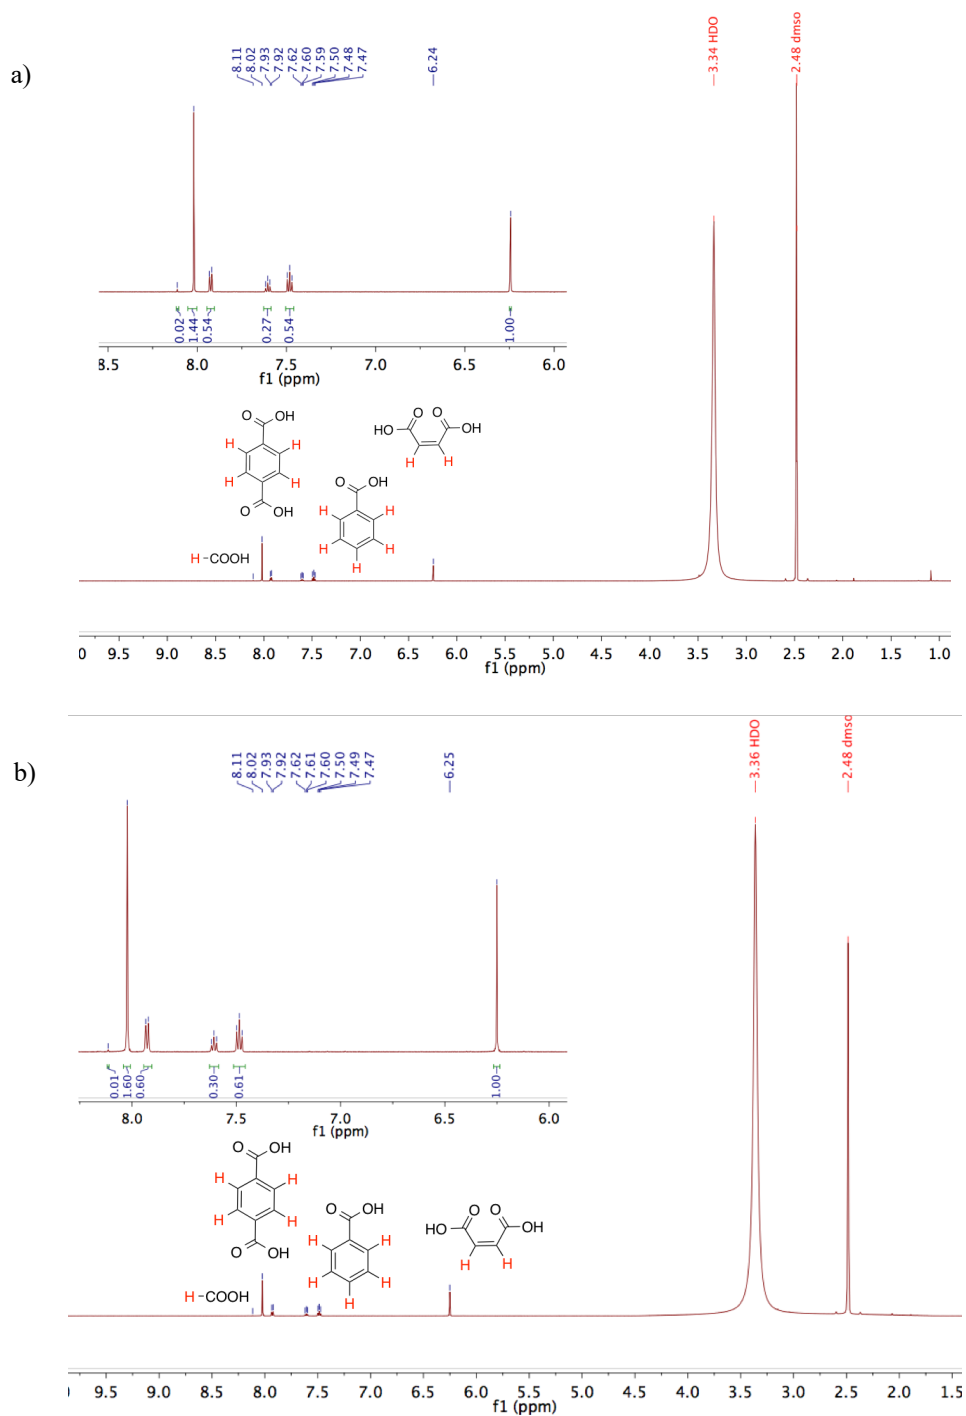 a)
8.11
8.02
7.93
7.92
7.62
7.60
7.59
7.50
7.48
7.47
6.24
3.34 HDO
2.48 dmso
0.02
1.44
0.54
0.27
0.54
1.00
8.5 8.0 7.5 7.0 6.5 6.0
f1 (ppm)
O OH
H H
H H
O OH
O O
HO OH
H H
O OH
H H
H H
H
H-COOH
0 9.5 9.0 8.5 8.0 7.5 7.0 6.5 6.0 5.5 5.0 4.5 4.0 3.5 3.0 2.5 2.0 1.5 1.0
f1 (ppm)
b)
8.11
8.02
7.93
7.92
7.62
7.61
7.60
7.50
7.49
7.47
6.25
3.36 HDO
2.48 dmso
0.01
1.60
0.60
0.30
0.61
1.00
8.0 7.5 7.0 6.5 6.0
f1 (ppm)
O OH
H H
H H
O OH
O OH
H H
H H
H
O O
HO OH
H H
H-COOH
9.5 9.0 8.5 8.0 7.5 7.0 6.5 6.0 5.5 5.0 4.5 4.0 3.5 3.0 2.5 2.0 1.5
f1 (ppm)